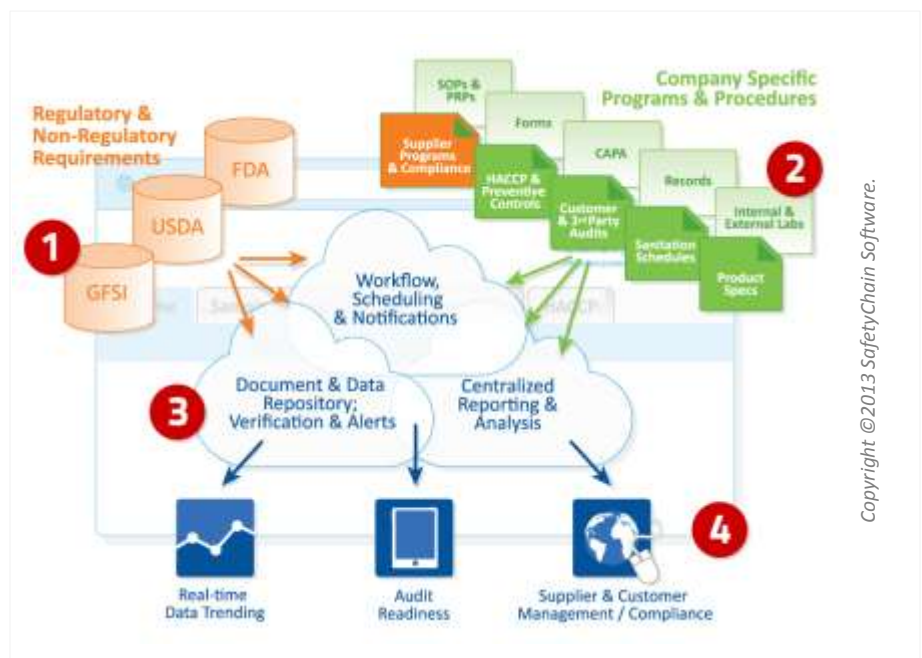 Regulatory &
Non-Regulatory
Requirements
FDA
USDA
1
GFSI
Company Specific
Programs & Procedures
SOPs &
PRPs
Forms
CAPA
Records
2
Internal &
External Labs
Supplier
Programs
& Compliance
HACCP &
Preventive
Controls
Customer
& 3rd Party
Audits
Sanitation
Schedules
Product
Specs
Workflow,
Scheduling
& Notifications
HACCP
3
Document & Data
Repository;
Verification & Alerts
Centralized
Reporting &
Analysis
4
Real-time
Data Trending
Audit
Readiness
Supplier & Customer
Management / Compliance
Copyright ©2013 SafetyChain Software.